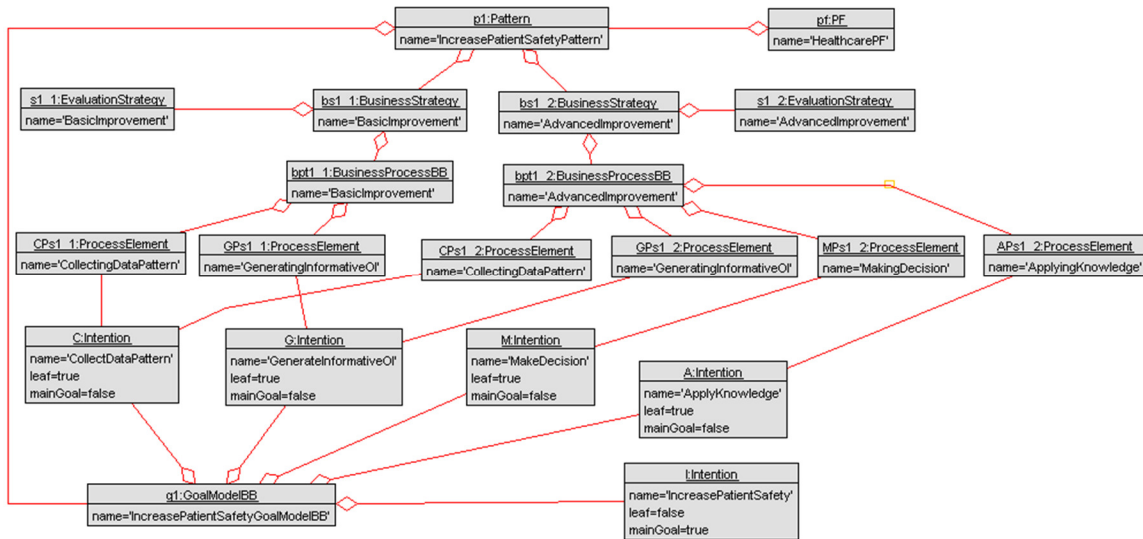 p1:Pattern
name='IncreasePatientSafetyPattern'
pf:PF
name='HealthcarePF'
s1_1:EvaluationStrategy
name='BasicImprovement'
bs1_1:BusinessStrategy
name='BasicImprovement'
bs1_2:BusinessStrategy
name='AdvancedImprovement'
s1_2:EvaluationStrategy
name='AdvancedImprovement'
bpt1_1:BusinessProcessBB
name='BasicImprovement'
bpt1_2:BusinessProcessBB
name='AdvancedImprovement'
CPs1_1:ProcessElement
name='CollectingDataPattern'
GPs1_1:ProcessElement
name='GeneratingInformativeOI'
CPs1_2:ProcessElement
name='CollectingDataPattern'
GPs1_2:ProcessElement
name='GeneratingInformativeOI'
MPs1_2:ProcessElement
name='MakingDecision'
APs1_2:ProcessElement
name='ApplyingKnowledge'
C:Intention
name='CollectDataPattern'
leaf=true
mainGoal=false
G:Intention
name='GenerateInformativeOI'
leaf=true
mainGoal=false
M:Intention
name='MakeDecision'
leaf=true
mainGoal=false
A:Intention
name='ApplyKnowledge'
leaf=true
mainGoal=false
g1:GoalModelBB
name='IncreasePatientSafetyGoalModelBB'
I:Intention
name='IncreasePatientSafety'
leaf=false
mainGoal=true